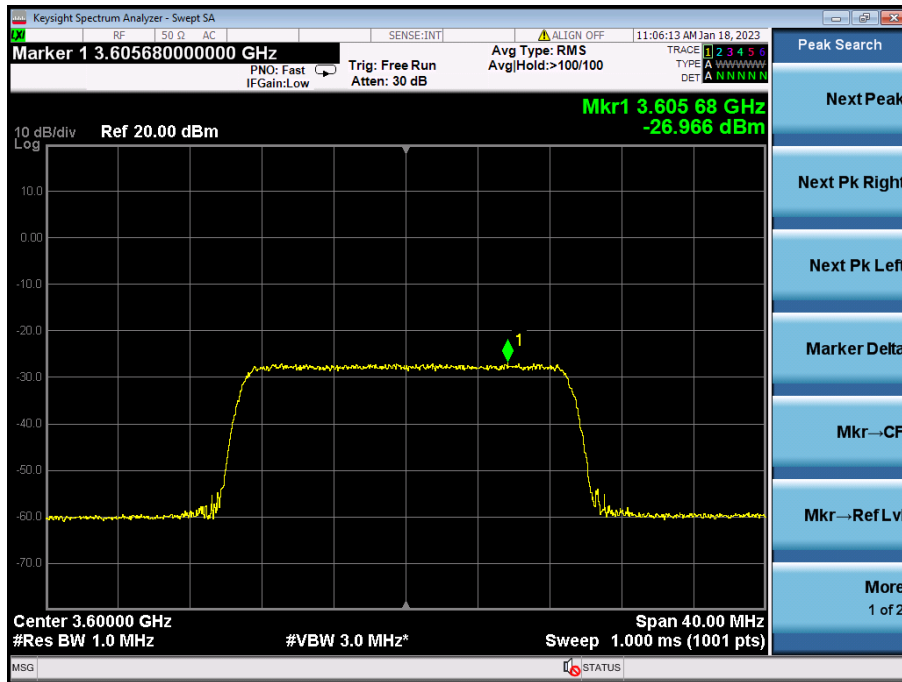 Keysight Spectrum Analyzer - Swept SA
LXI RF 50 Ω AC SENSE:INT ALIGN OFF 11:06:13 AM Jan 18, 2023
Marker 1 3.605680000000 GHz
PNO: Fast
IFGain:Low
Trig: Free Run
Atten: 30 dB
Avg Type: RMS
Avg|Hold:>100/100
TRACE 1 2 3 4 5 6
TYPE A WWWWW
DET A N N N N N
Mkr1 3.605 68 GHz
-26.966 dBm
10 dB/div Ref 20.00 dBm
Log
10.0
0.00
-10.0
-20.0
1
-30.0
-40.0
-50.0
-60.0
-70.0
Center 3.60000 GHz Span 40.00 MHz
#Res BW 1.0 MHz #VBW 3.0 MHz* Sweep 1.000 ms (1001 pts)
MSG STATUS
Peak Search
Next Peak
Next Pk Right
Next Pk Left
Marker Delta
Mkr→CF
Mkr→Ref Lvl
More
1 of 2